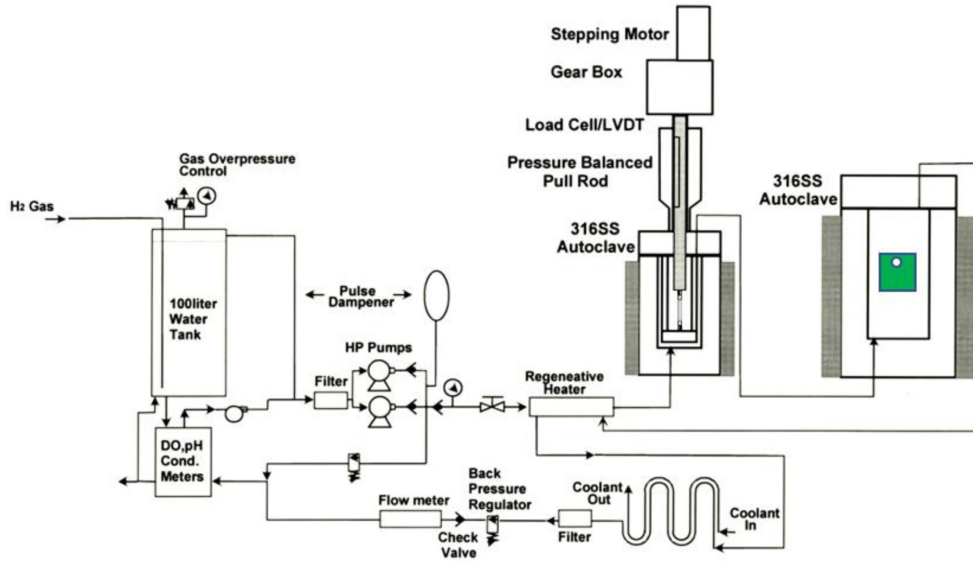 Stepping Motor
Gear Box
Load Cell/LVDT
Pressure Balanced
Pull Rod
316SS
Autoclave
316SS
Autoclave
Gas Overpressure
Control
H2 Gas
100liter
Water
Tank
Pulse
Dampener
HP Pumps
Filter
Regeneative
Heater
DO,pH
Cond.
Meters
Back
Pressure
Regulator
Flow meter
Check
Valve
Filter
Coolant
Out
Coolant
In